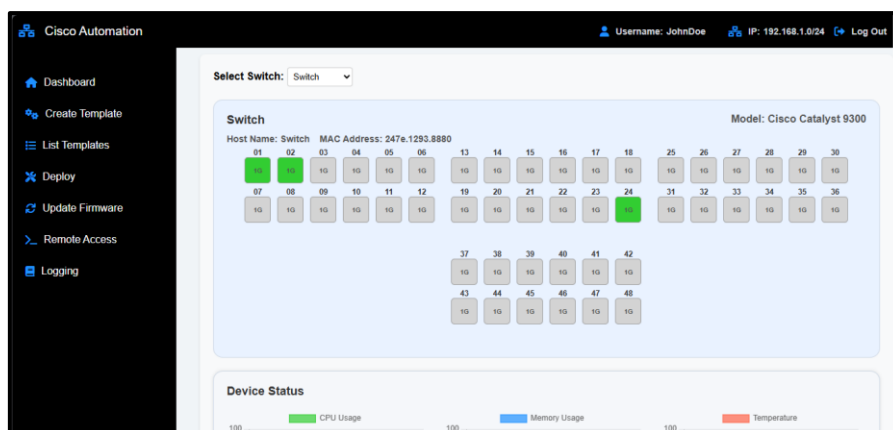 Cisco Automation
Username: JohnDoe
IP: 192.168.1.0/24
Log Out
Dashboard
Create Template
List Templates
Deploy
Update Firmware
Remote Access
Logging
Select Switch: Switch
Switch
Model: Cisco Catalyst 9300
Host Name: Switch MAC Address: 247e.1293.8880
01 02 03 04 05 06 13 14 15 16 17 18 25 26 27 28 29 30
1G 1G 1G 1G 1G 1G 1G 1G 1G 1G 1G 1G 1G 1G 1G 1G 1G 1G
07 08 09 10 11 12 19 20 21 22 23 24 31 32 33 34 35 36
1G 1G 1G 1G 1G 1G 1G 1G 1G 1G 1G 1G 1G 1G 1G 1G 1G 1G
37 38 39 40 41 42
1G 1G 1G 1G 1G 1G
43 44 45 46 47 48
1G 1G 1G 1G 1G 1G
Device Status
CPU Usage Memory Usage Temperature
100 100 100